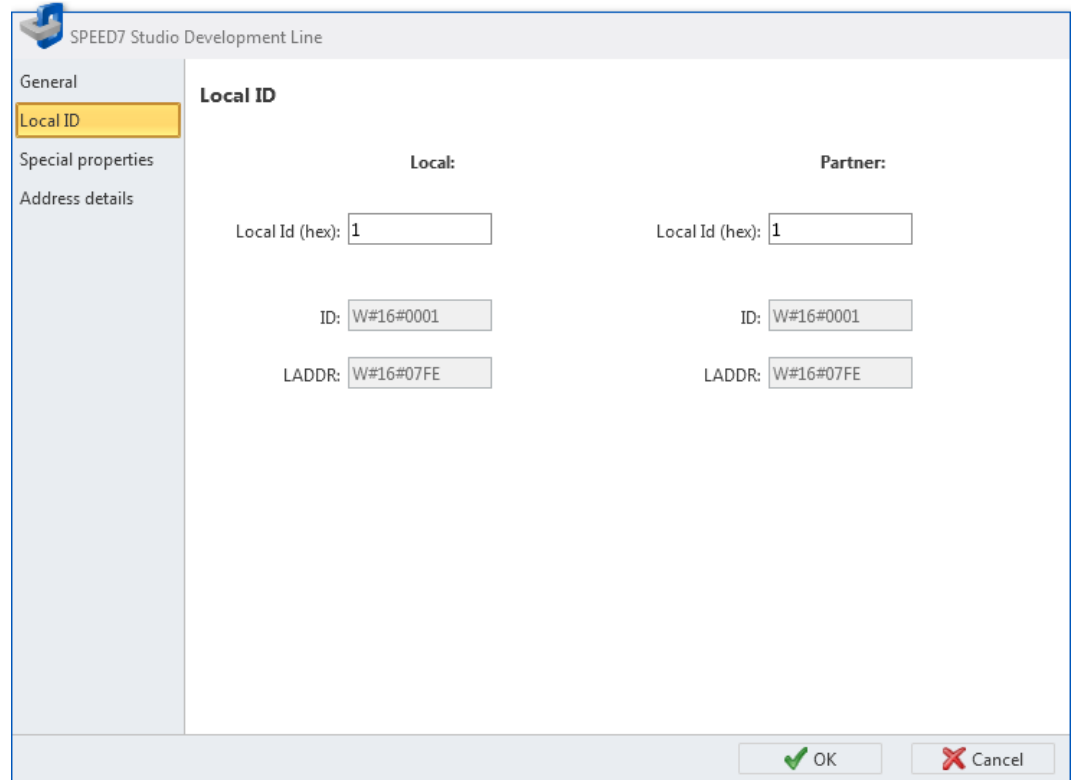 SPEED7 Studio Development Line
General
Local ID
Special properties
Address details
Local ID
Local: Partner:
Local Id (hex): 1 Local Id (hex): 1
ID: W#16#0001 ID: W#16#0001
LADDR: W#16#07FE LADDR: W#16#07FE
OK Cancel